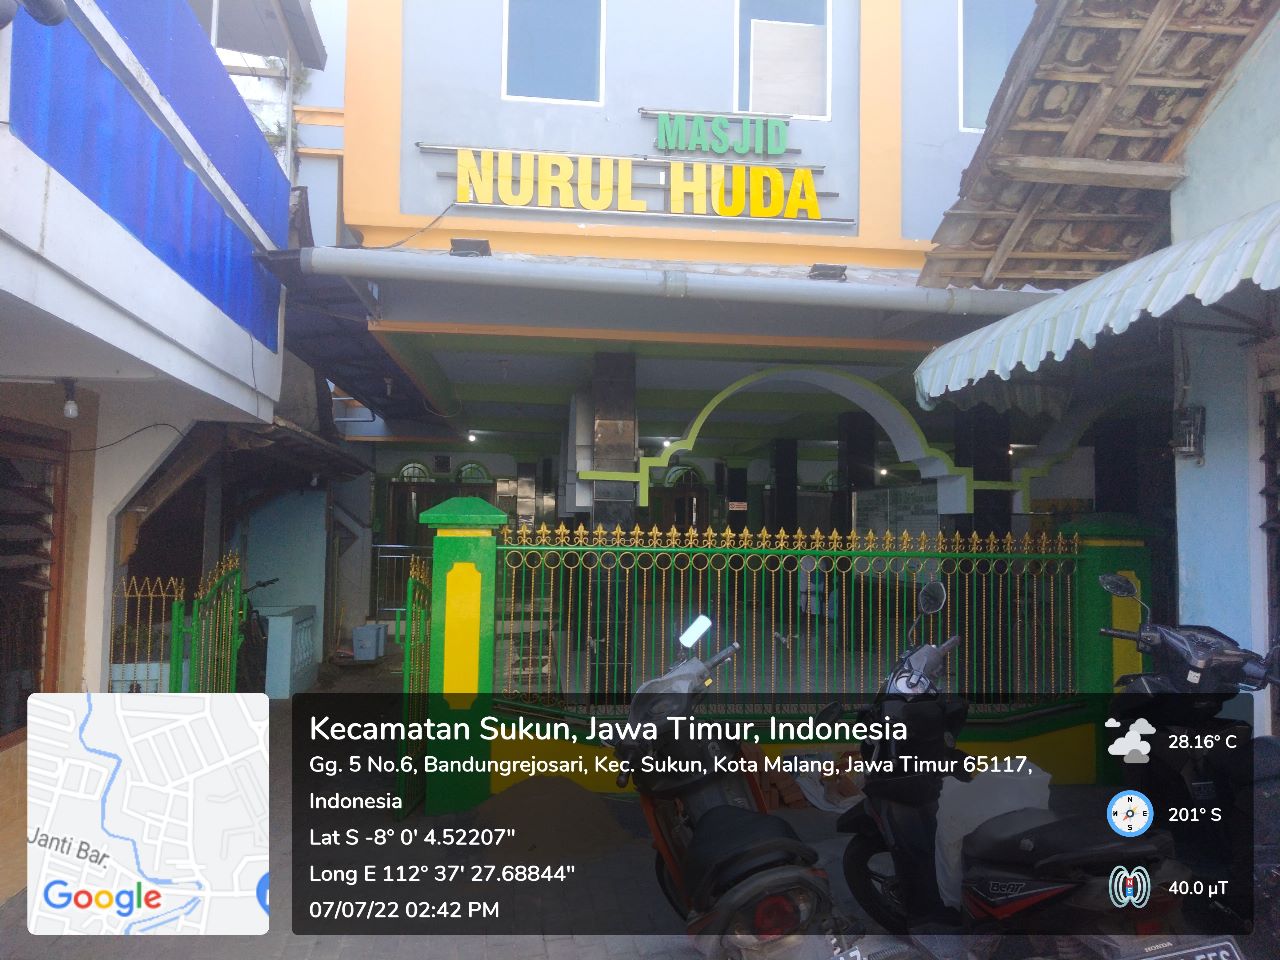 MASJID
NURUL HUDA
Kecamatan Sukun, Jawa Timur, Indonesia
Gg. 5 No.6, Bandungrejosari, Kec. Sukun, Kota Malang, Jawa Timur 65117,
Indonesia
Lat S -8° 0' 4.52207"
Long E 112° 37' 27.68844"
07/07/22 02:42 PM
28.16° C
N
E
S
201° S
N
S
40.0 µT
Janti Bar.
Google
BeAT
HONDA